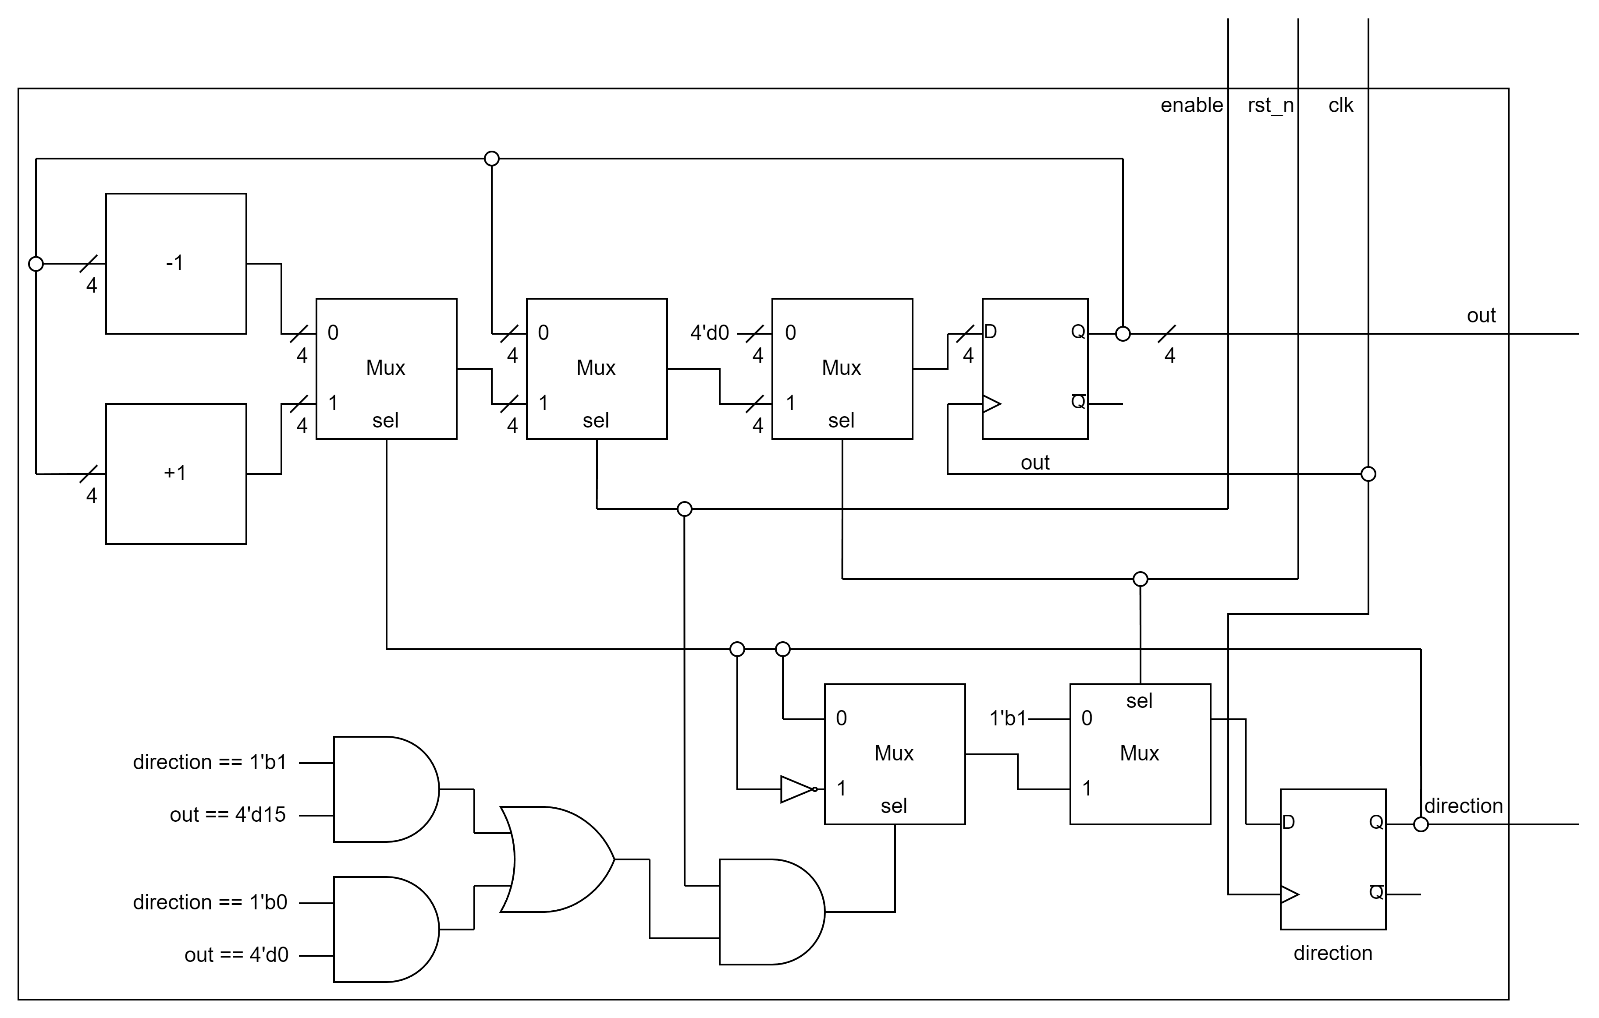 enable rst_n clk
-1
4
+1
4
0
4
Mux
1
4
sel
0
4
Mux
1
4
sel
4'd0
4
0
Mux
1
4
sel
D
4
Q
Q
out
4
out
direction == 1'b1
out == 4'd15
direction == 1'b0
out == 4'd0
0
Mux
1
sel
1'b1
sel
0
Mux
1
D
Q
Q
direction
direction